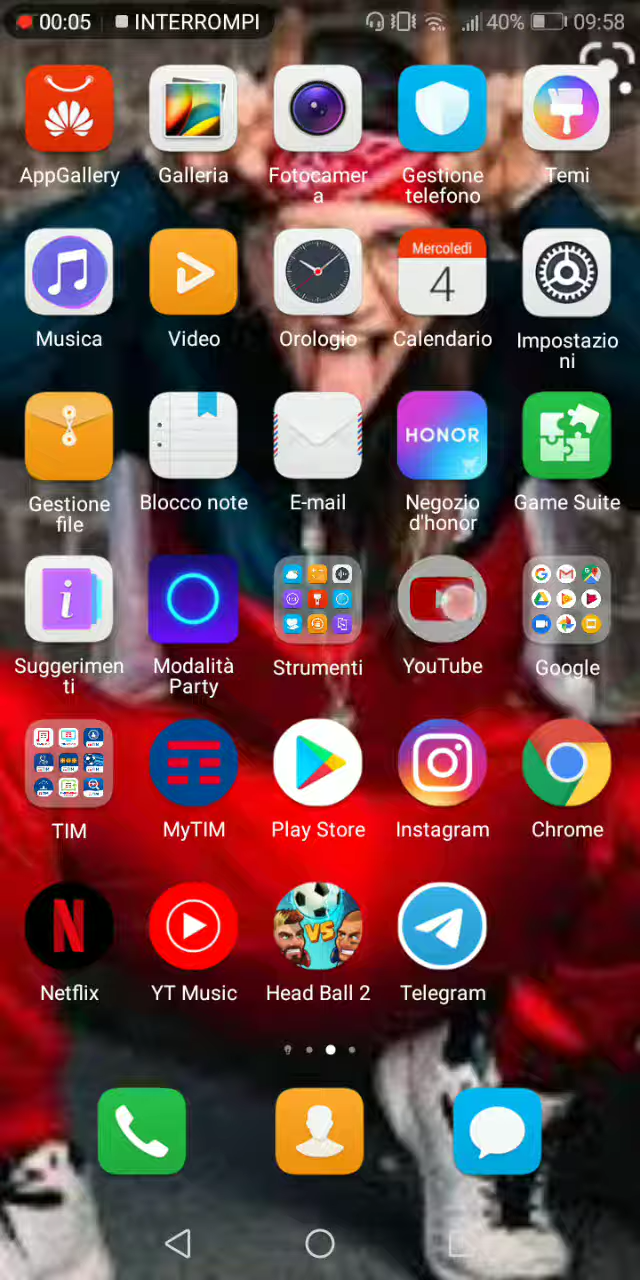 00:05 INTERROMPI 40% 09:58
AppGallery Galleria Fotocamer Gestione Temi
a telefono
Mercoledì
4
Musica Video Orologio Calendario Impostazio
ni
HONOR
Gestione Blocco note E-mail Negozio Game Suite
file d'honor
Suggerimen Modalità Strumenti YouTube Google
ti Party
TIM MyTIM Play Store Instagram Chrome
N
VS
Netflix YT Music Head Ball 2 Telegram